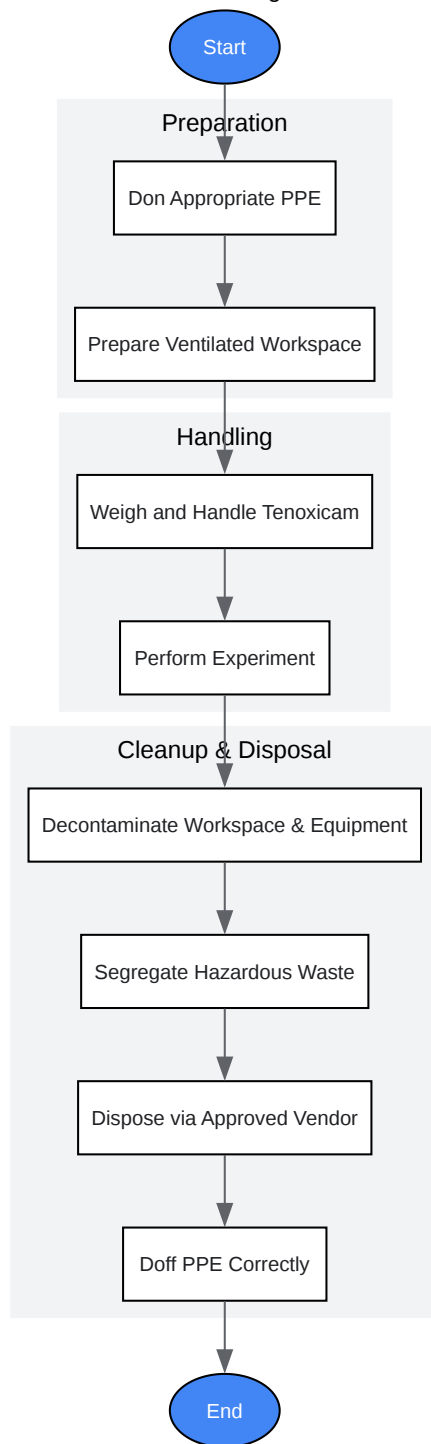 Start
Preparation
Don Appropriate PPE
Prepare Ventilated Workspace
Handling
Weigh and Handle Tenoxicam
Perform Experiment
Cleanup & Disposal
Decontaminate Workspace & Equipment
Segregate Hazardous Waste
Dispose via Approved Vendor
Doff PPE Correctly
End